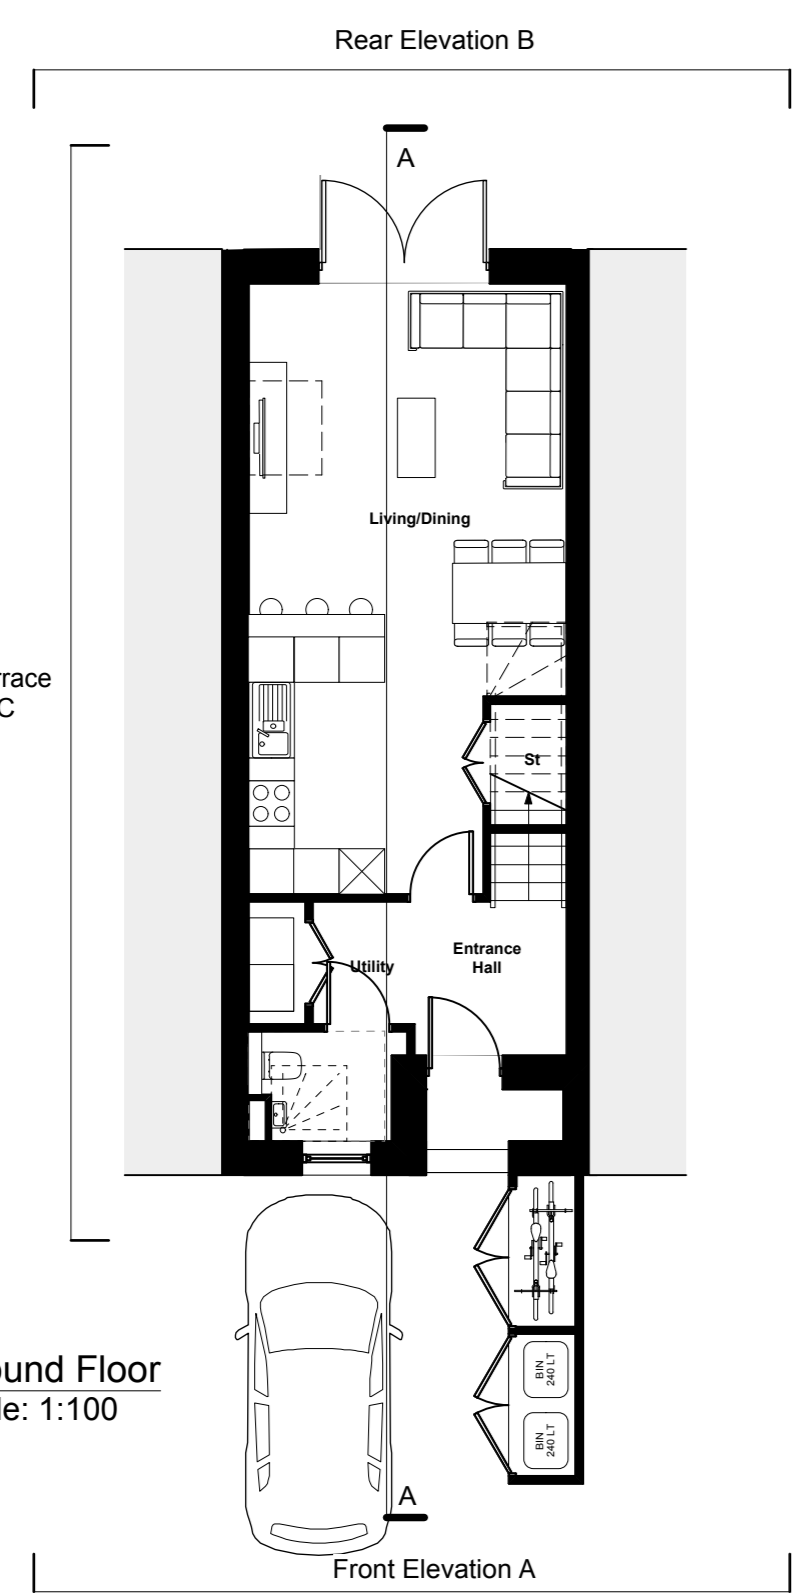 Rear Elevation B
A
Living/Dining
rrace
C
St
Entrance
Hall
Utility
BIN
240 LT
BIN
240 LT
ound Floor
le: 1:100
A
Front Elevation A